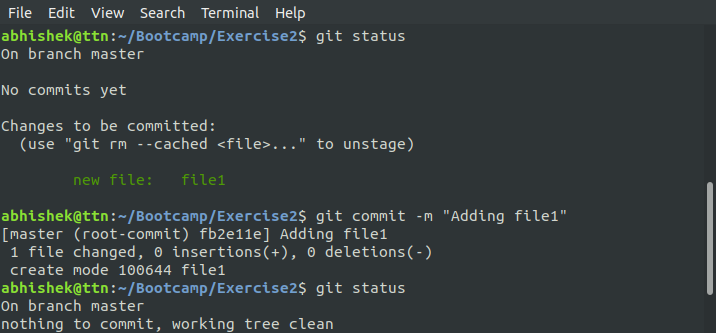 File Edit View Search Terminal Help
abhishek@ttn:~/Bootcamp/Exercise2$ git status
On branch master
No commits yet
Changes to be committed:
  (use "git rm --cached <file>..." to unstage)
        new file:   file1
abhishek@ttn:~/Bootcamp/Exercise2$ git commit -m "Adding file1"
[master (root-commit) fb2e11e] Adding file1
 1 file changed, 0 insertions(+), 0 deletions(-)
 create mode 100644 file1
abhishek@ttn:~/Bootcamp/Exercise2$ git status
On branch master
nothing to commit, working tree clean